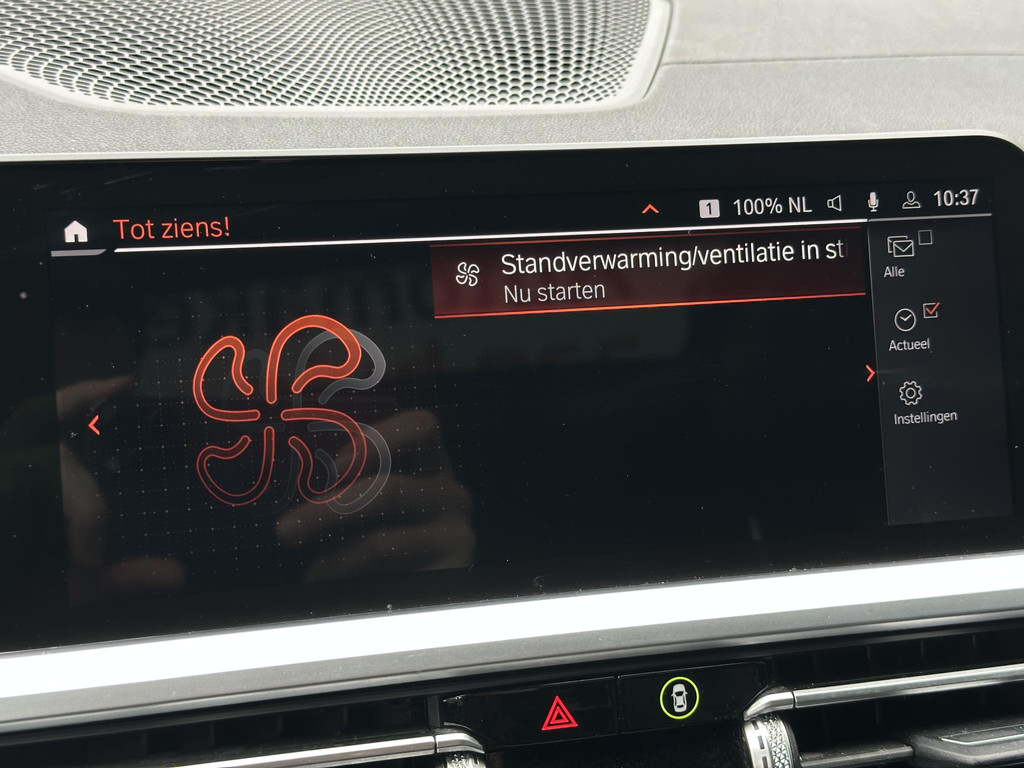 Tot ziens!
1 100% NL 10:37
Standverwarming/ventilatie in st
Nu starten
Alle
Actueel
Instellingen